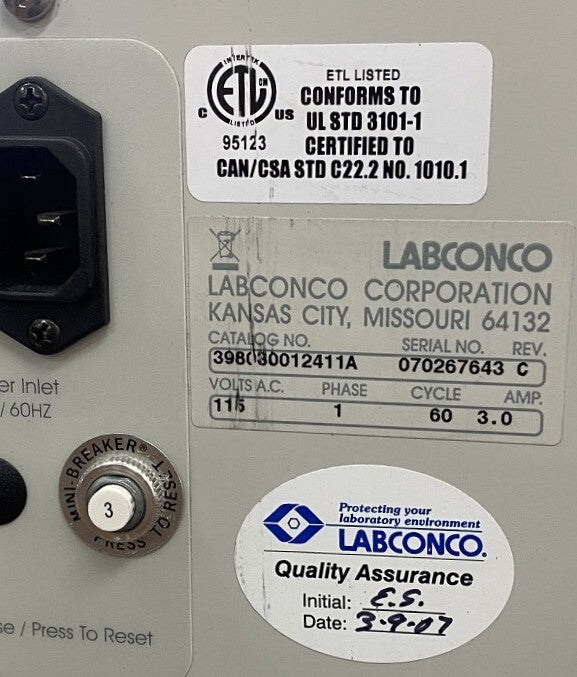 INTERTEK
ETL CM
C US
LISTED
95123
ETL LISTED
CONFORMS TO
UL STD 3101-1
CERTIFIED TO
CAN/CSA STD C22.2 NO. 1010.1
LABCONCO
LABCONCO CORPORATION
KANSAS CITY, MISSOURI 64132
CATALOG NO. SERIAL NO. REV.
398030012411A 070267643 C
VOLTS A.C. PHASE CYCLE AMP.
115 1 60 3.0
er Inlet
/ 60HZ
MINI-BREAKER®
3
PRESS TO RESET
se / Press To Reset
Protecting your
laboratory environment
LABCONCO.
Quality Assurance
Initial: E.S.
Date: 3-9-07